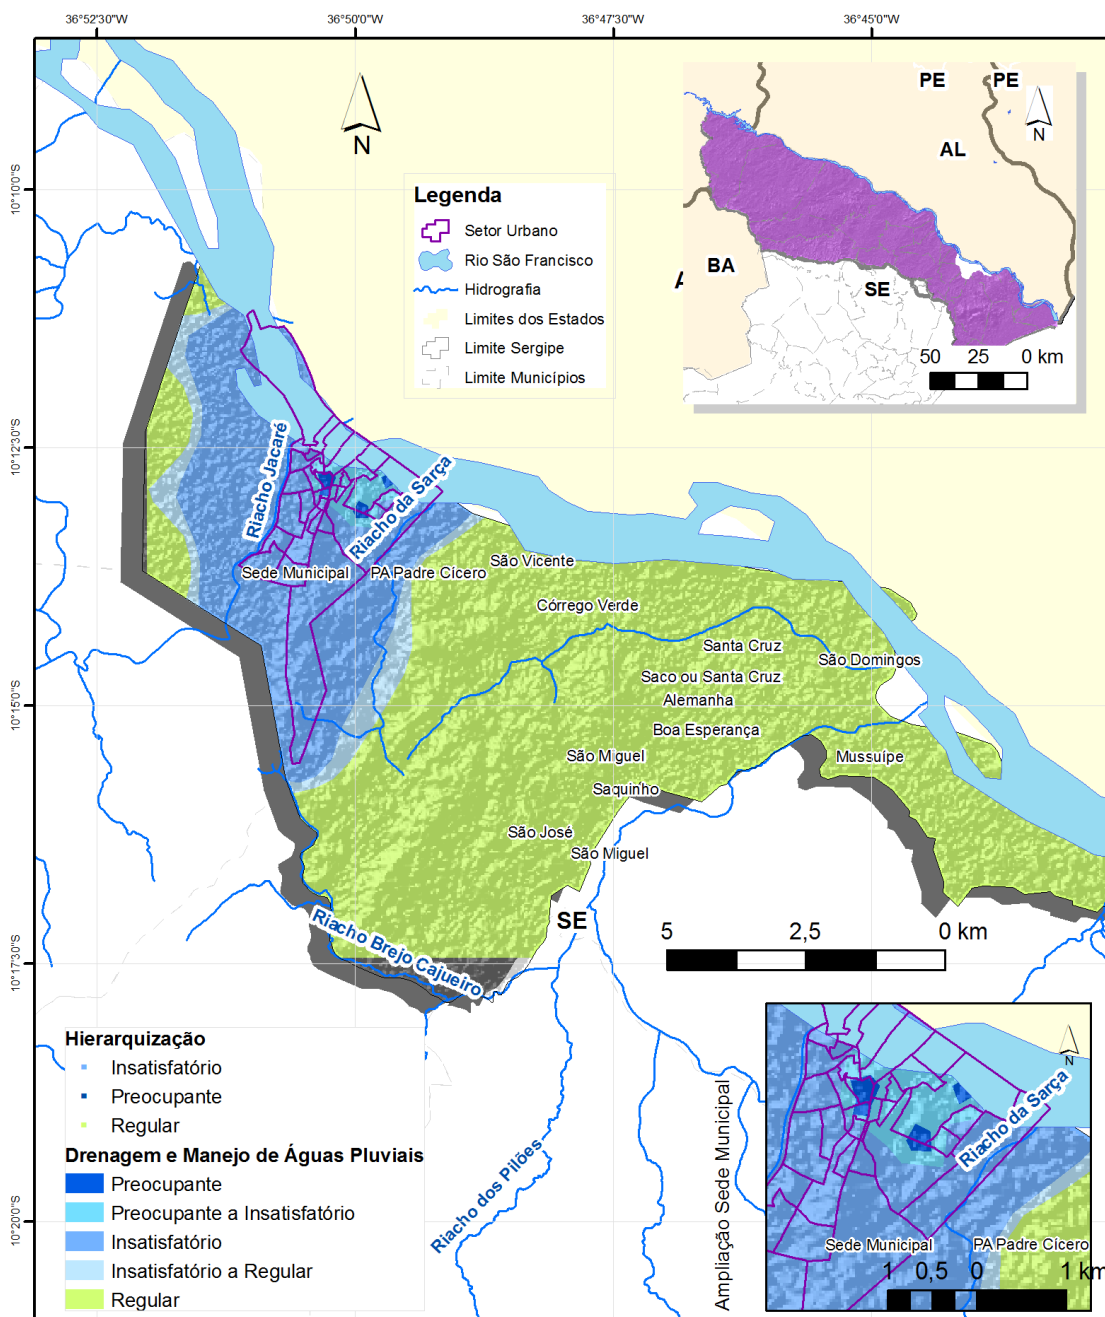 36°52'30"W
36°50'0"W
36°47'30"W
36°45'0"W
10°10'0"S
10°12'30"S
10°15'0"S
10°17'30"S
10°20'0"S
N
Legenda
Setor Urbano
Rio São Francisco
Hidrografia
Limites dos Estados
Limite Sergipe
Limite Municípios
PE
PE
N
AL
BA
A
SE
50 25 0 km
Riacho Jacaré
Riacho da Sarça
Sede Municipal
PA Padre Cícero
São Vicente
Córrego Verde
Santa Cruz
São Domingos
Saco ou Santa Cruz
Alemanha
Boa Esperança
São Miguel
Mussuípe
Saquinho
São José
São Miguel
SE
Riacho Brejo Cajueiro
5 2,5 0 km
Riacho dos Pilões
Hierarquização
Insatisfatório
Preocupante
Regular
Drenagem e Manejo de Águas Pluviais
Preocupante
Preocupante a Insatisfatório
Insatisfatório
Insatisfatório a Regular
Regular
Ampliação Sede Municipal
N
Riacho da Sarça
Sede Municipal
PA Padre Cícero
1 0,5 0 1 km